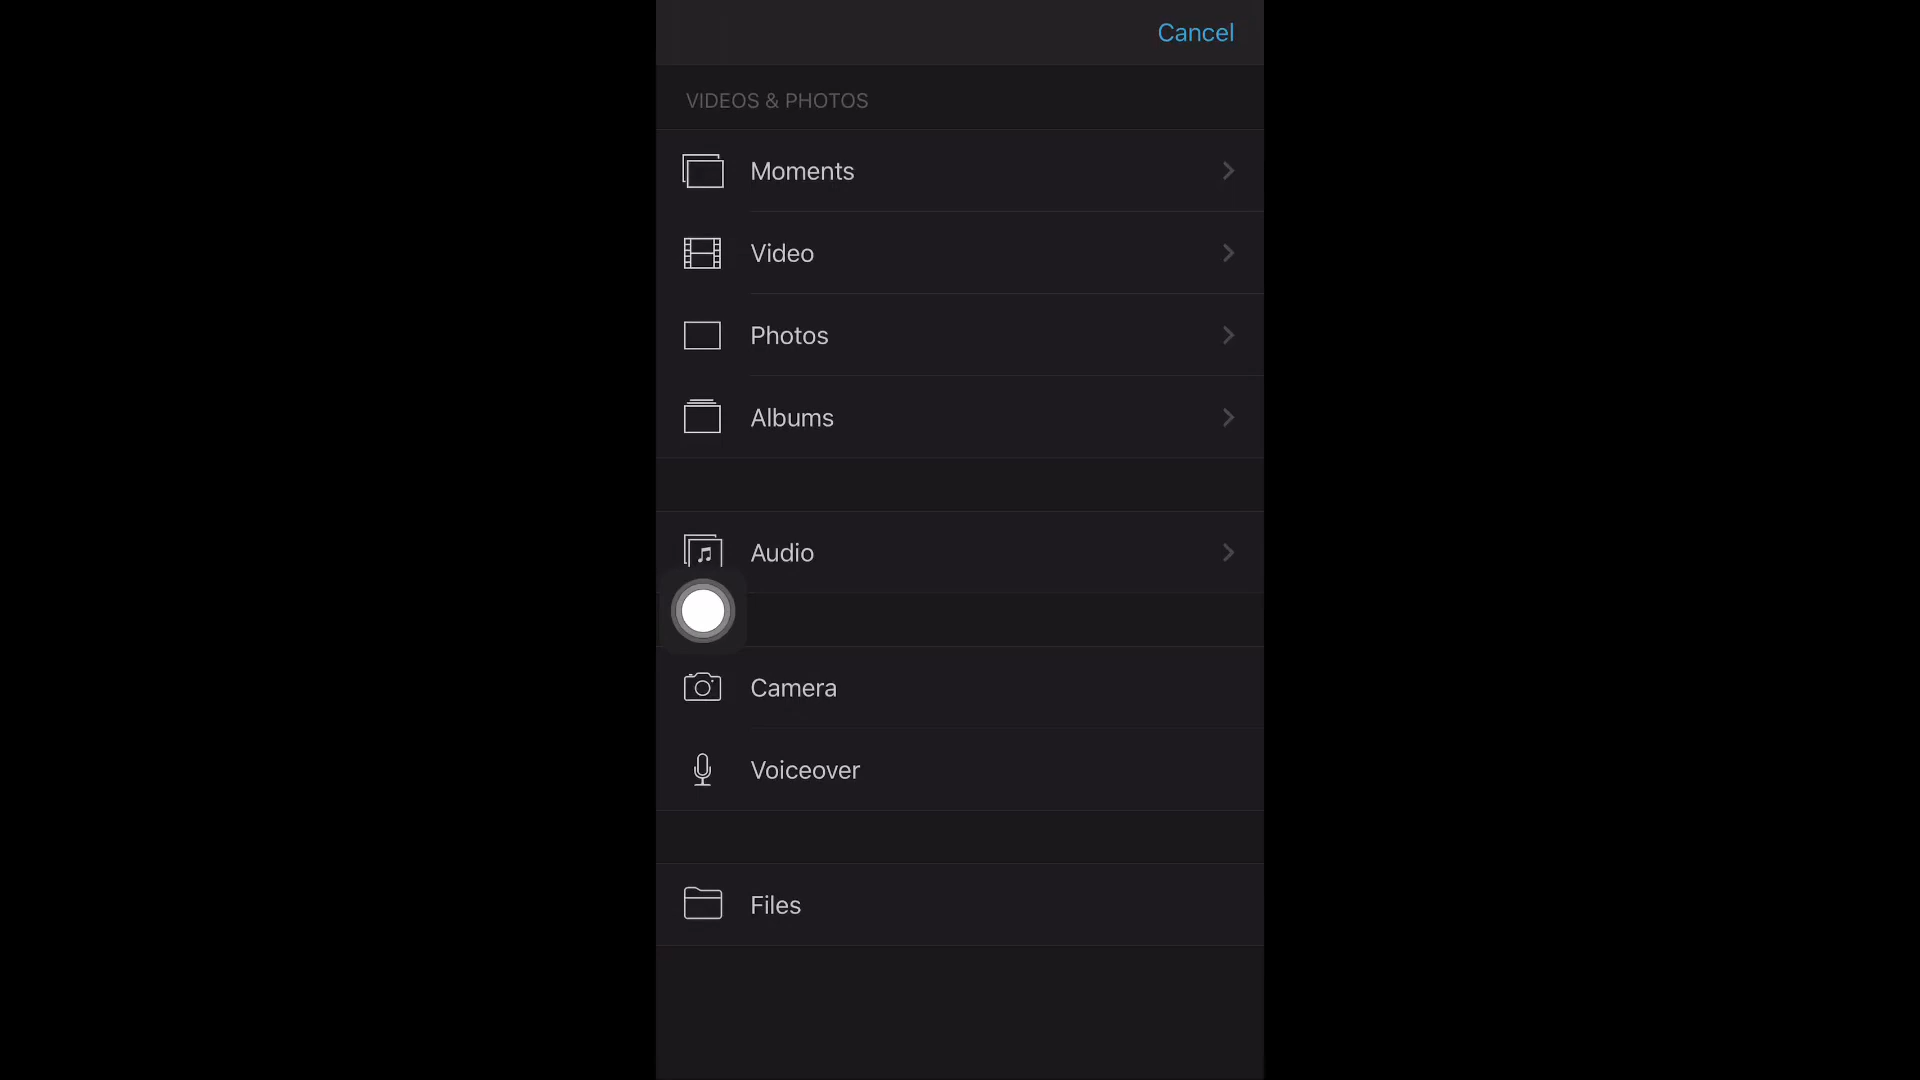 Cancel
VIDEOS & PHOTOS
Moments
Video
Photos
Albums
Audio
Camera
Voiceover
Files